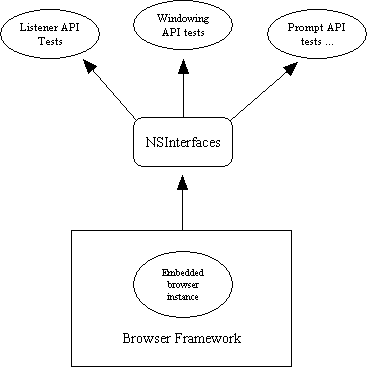 Listener API
Tests
Windowing
API tests
Prompt API
tests ...
NSInterfaces
Embedded
browser
instance
Browser Framework